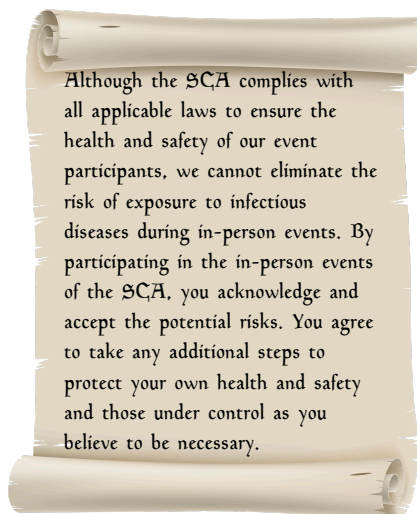 Although the SCA complies with
all applicable laws to ensure the
health and safety of our event
participants, we cannot eliminate the
risk of exposure to infectious
diseases during in-person events. By
participating in the in-person events
of the SCA, you acknowledge and
accept the potential risks. You agree
to take any additional steps to
protect your own health and safety
and those under control as you
believe to be necessary.